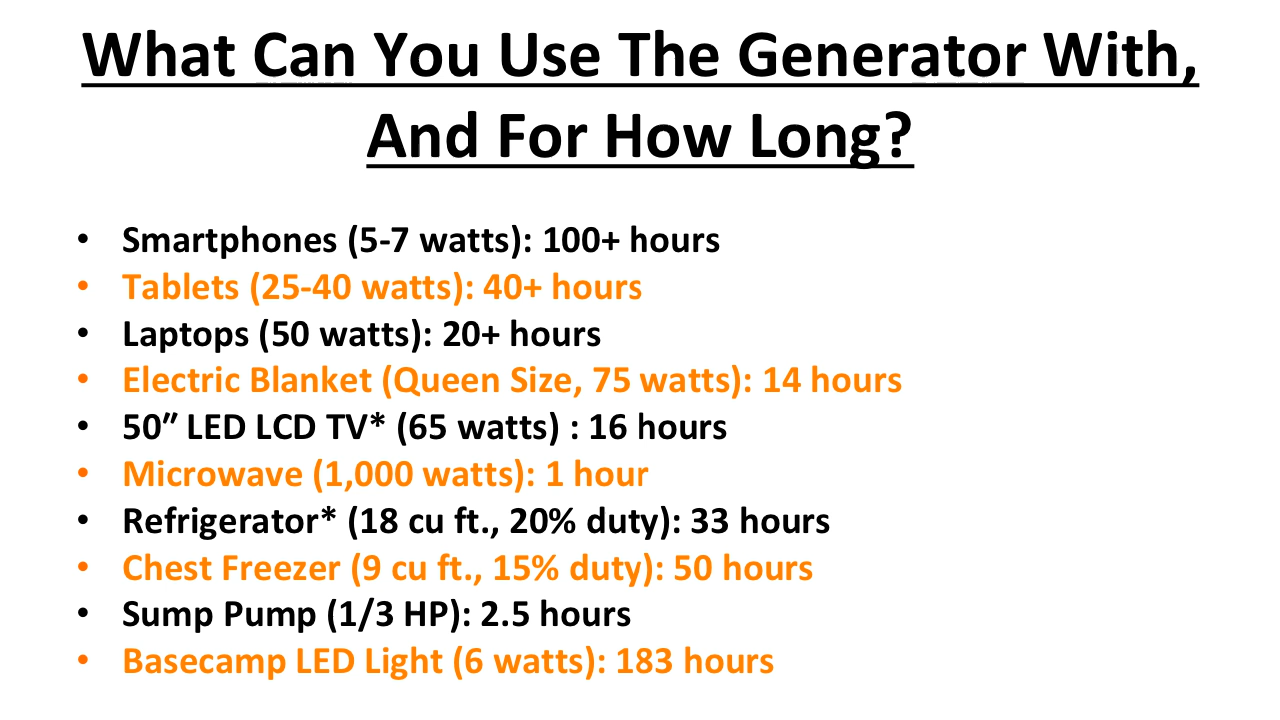 What Can You Use The Generator With,
And For How Long?
• Smartphones (5-7 watts): 100+ hours
• Tablets (25-40 watts): 40+ hours
• Laptops (50 watts): 20+ hours
• Electric Blanket (Queen Size, 75 watts): 14 hours
• 50″ LED LCD TV* (65 watts) : 16 hours
• Microwave (1,000 watts): 1 hour
• Refrigerator* (18 cu ft., 20% duty): 33 hours
• Chest Freezer (9 cu ft., 15% duty): 50 hours
• Sump Pump (1/3 HP): 2.5 hours
• Basecamp LED Light (6 watts): 183 hours